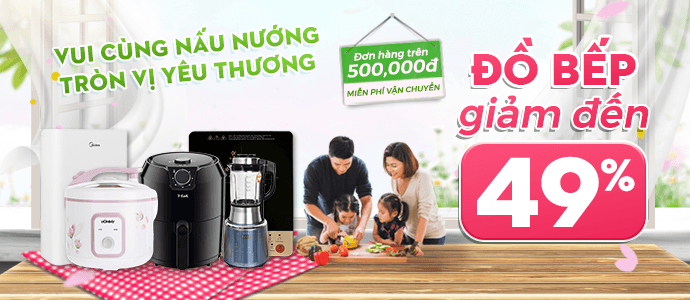 VUI CÙNG NẤU NƯỚNG
TRÒN VỊ YÊU THƯƠNG
Đơn hàng trên
500,000đ
MIỄN PHÍ VẬN CHUYỂN
ĐỒ BẾP
giảm đến
49%
Midea